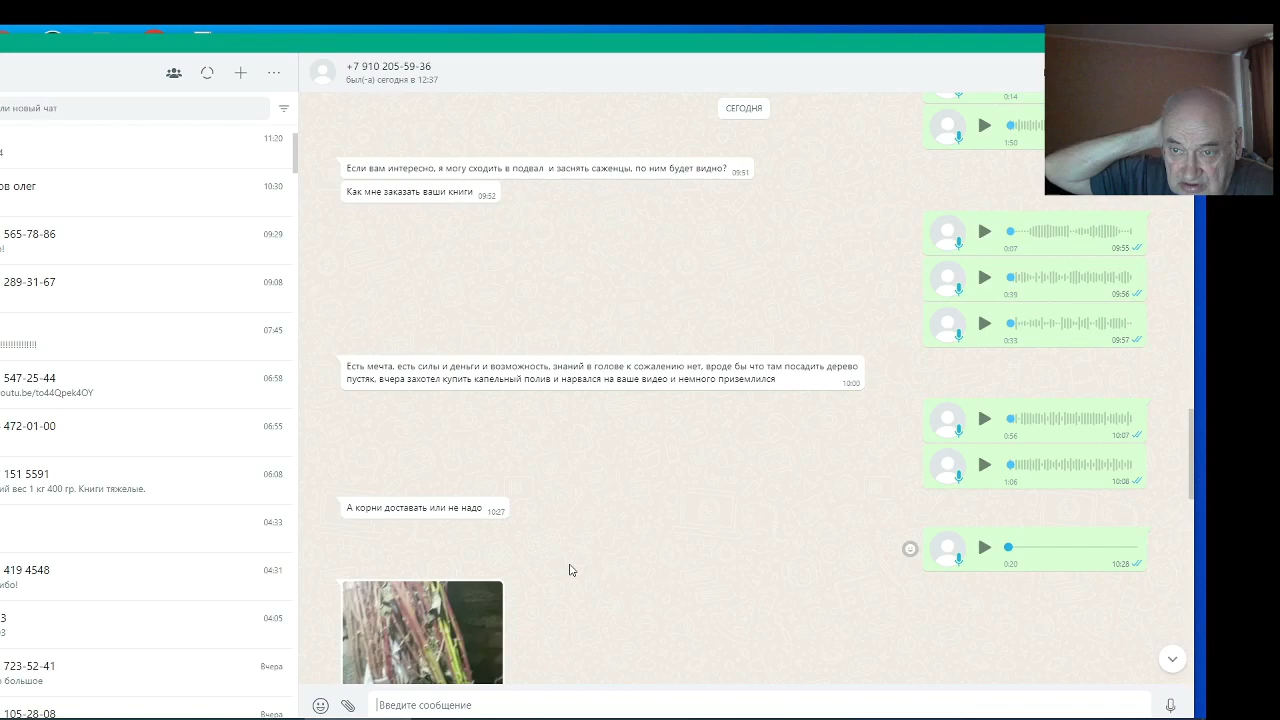 +7 910 205-59-36
был(-а) сегодня в 12:37
ли новый чат
11:20
4
ов олег
10:30
565-78-86
09:29
о!
289-31-67
09:08
07:45
!!!!!!!!!!!!!!!
547-25-44
06:58
outu.be/to44Qpek4OY
472-01-00
06:55
151 5591
06:08
ий вес 1 кг 400 гр. Книги тяжелые.
04:33
419 4548
04:31
ибо!
3
04:05
03
723-52-41
Вчера
о большое
105-28-08
Вчера
0:14
СЕГОДНЯ
1:50
Если вам интересно, я могу сходить в подвал и заснять саженцы, по ним будет видно?
09:51
Как мне заказать ваши книги
09:52
0:07
09:55
0:39
09:56
0:33
09:57
Есть мечта, есть силы и деньги и возможность, знаний в голове к сожалению нет, вроде бы что там посадить дерево
пустяк, вчера захотел купить капельный полив и нарвался на ваше видео и немного приземлился
10:00
0:56
10:07
1:06
10:08
А корни доставать или не надо
10:27
0:20
10:28
Введите сообщение